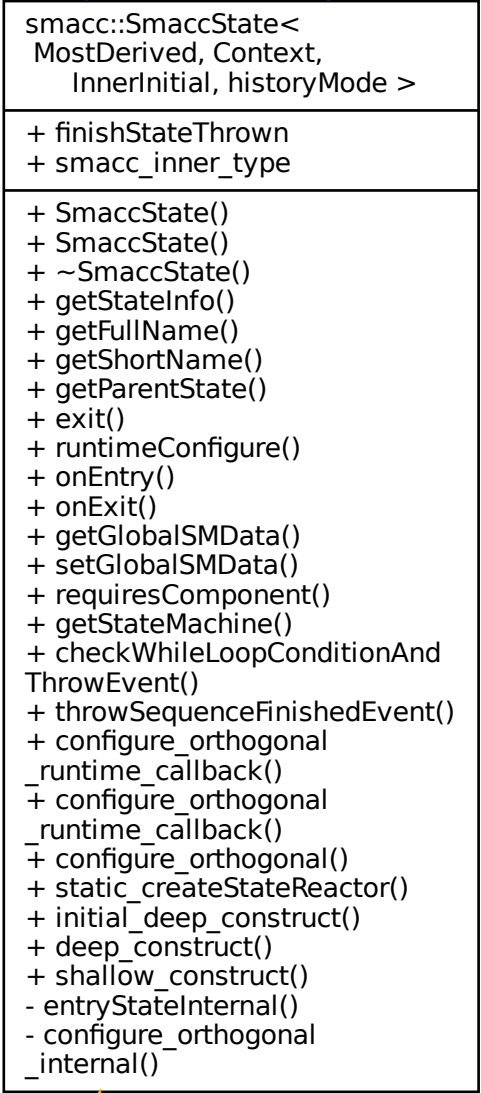 smacc::SmaccState<
MostDerived, Context,
InnerInitial, historyMode >
+ finishStateThrown
+ smacc_inner_type
+ SmaccState()
+ SmaccState()
+ ~SmaccState()
+ getStateInfo()
+ getFullName()
+ getShortName()
+ getParentState()
+ exit()
+ runtimeConfigure()
+ onEntry()
+ onExit()
+ getGlobalSMData()
+ setGlobalSMData()
+ requiresComponent()
+ getStateMachine()
+ checkWhileLoopConditionAnd
ThrowEvent()
+ throwSequenceFinishedEvent()
+ configure_orthogonal
_runtime_callback()
+ configure_orthogonal
_runtime_callback()
+ configure_orthogonal()
+ static_createStateReactor()
+ initial_deep_construct()
+ deep_construct()
+ shallow_construct()
- entryStateInternal()
- configure_orthogonal
_internal()